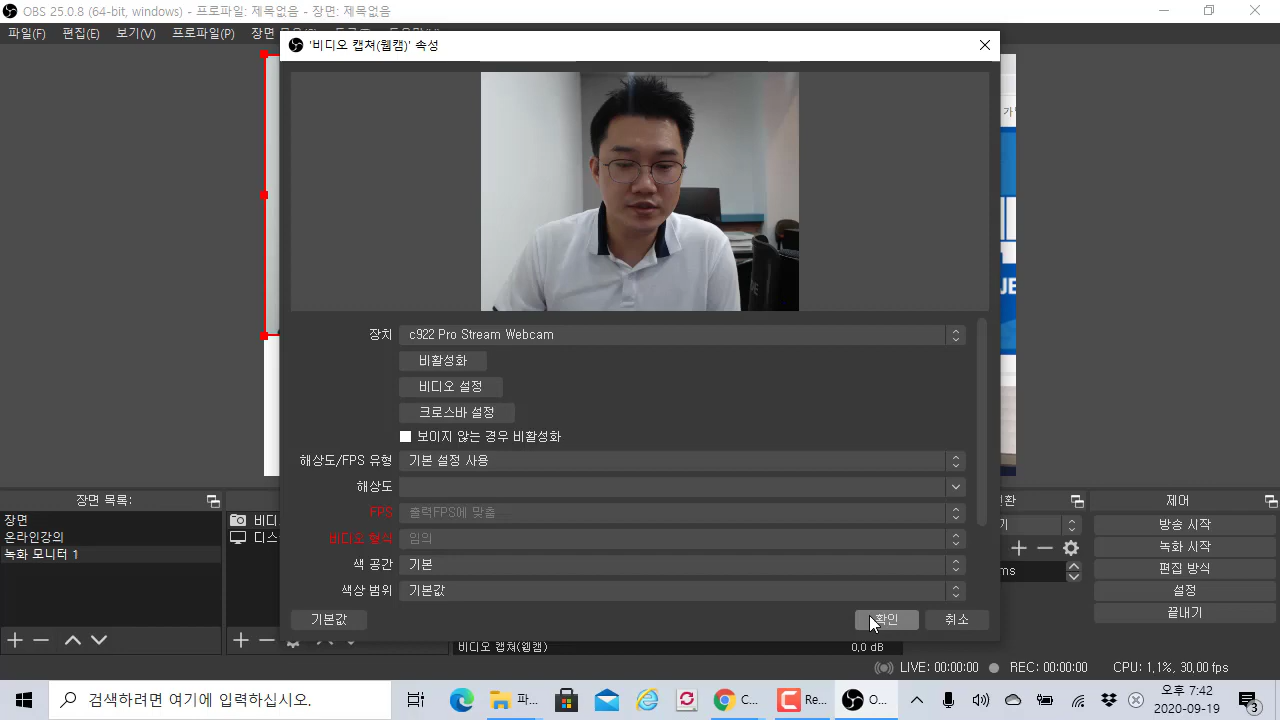 OBS 25.0.8 (64-bit, windows) - 프로파일: 제목없음 - 장면: 제목없음
파일(F) 편집(E) 보기(V) 프로파일(P) 장면
'비디오 캡쳐(웹캠)' 속성
장치 c922 Pro Stream Webcam
비활성화
비디오 설정
크로스바 설정
보이지 않는 경우 비활성화
해상도/FPS 유형 기본 설정 사용
해상도
FPS 출력FPS에 맞춤
비디오 형식 임의
색 공간 기본
색상 범위 기본값
기본값 확인 취소
장면 목록:
장면
온라인강의
녹화 모니터 1
비디
디스
환
ms
제어
방송 시작
녹화 시작
편집 방식
설정
끝내기
비디오 캡쳐(웹캠) 0,0 dB
LIVE: 00:00:00 REC: 00:00:00 CPU: 1,1%, 30,00 fps
검색하려면 여기에 입력하십시오.
파...
C...
Re...
O...
오후 7:42
2020-09-19
3